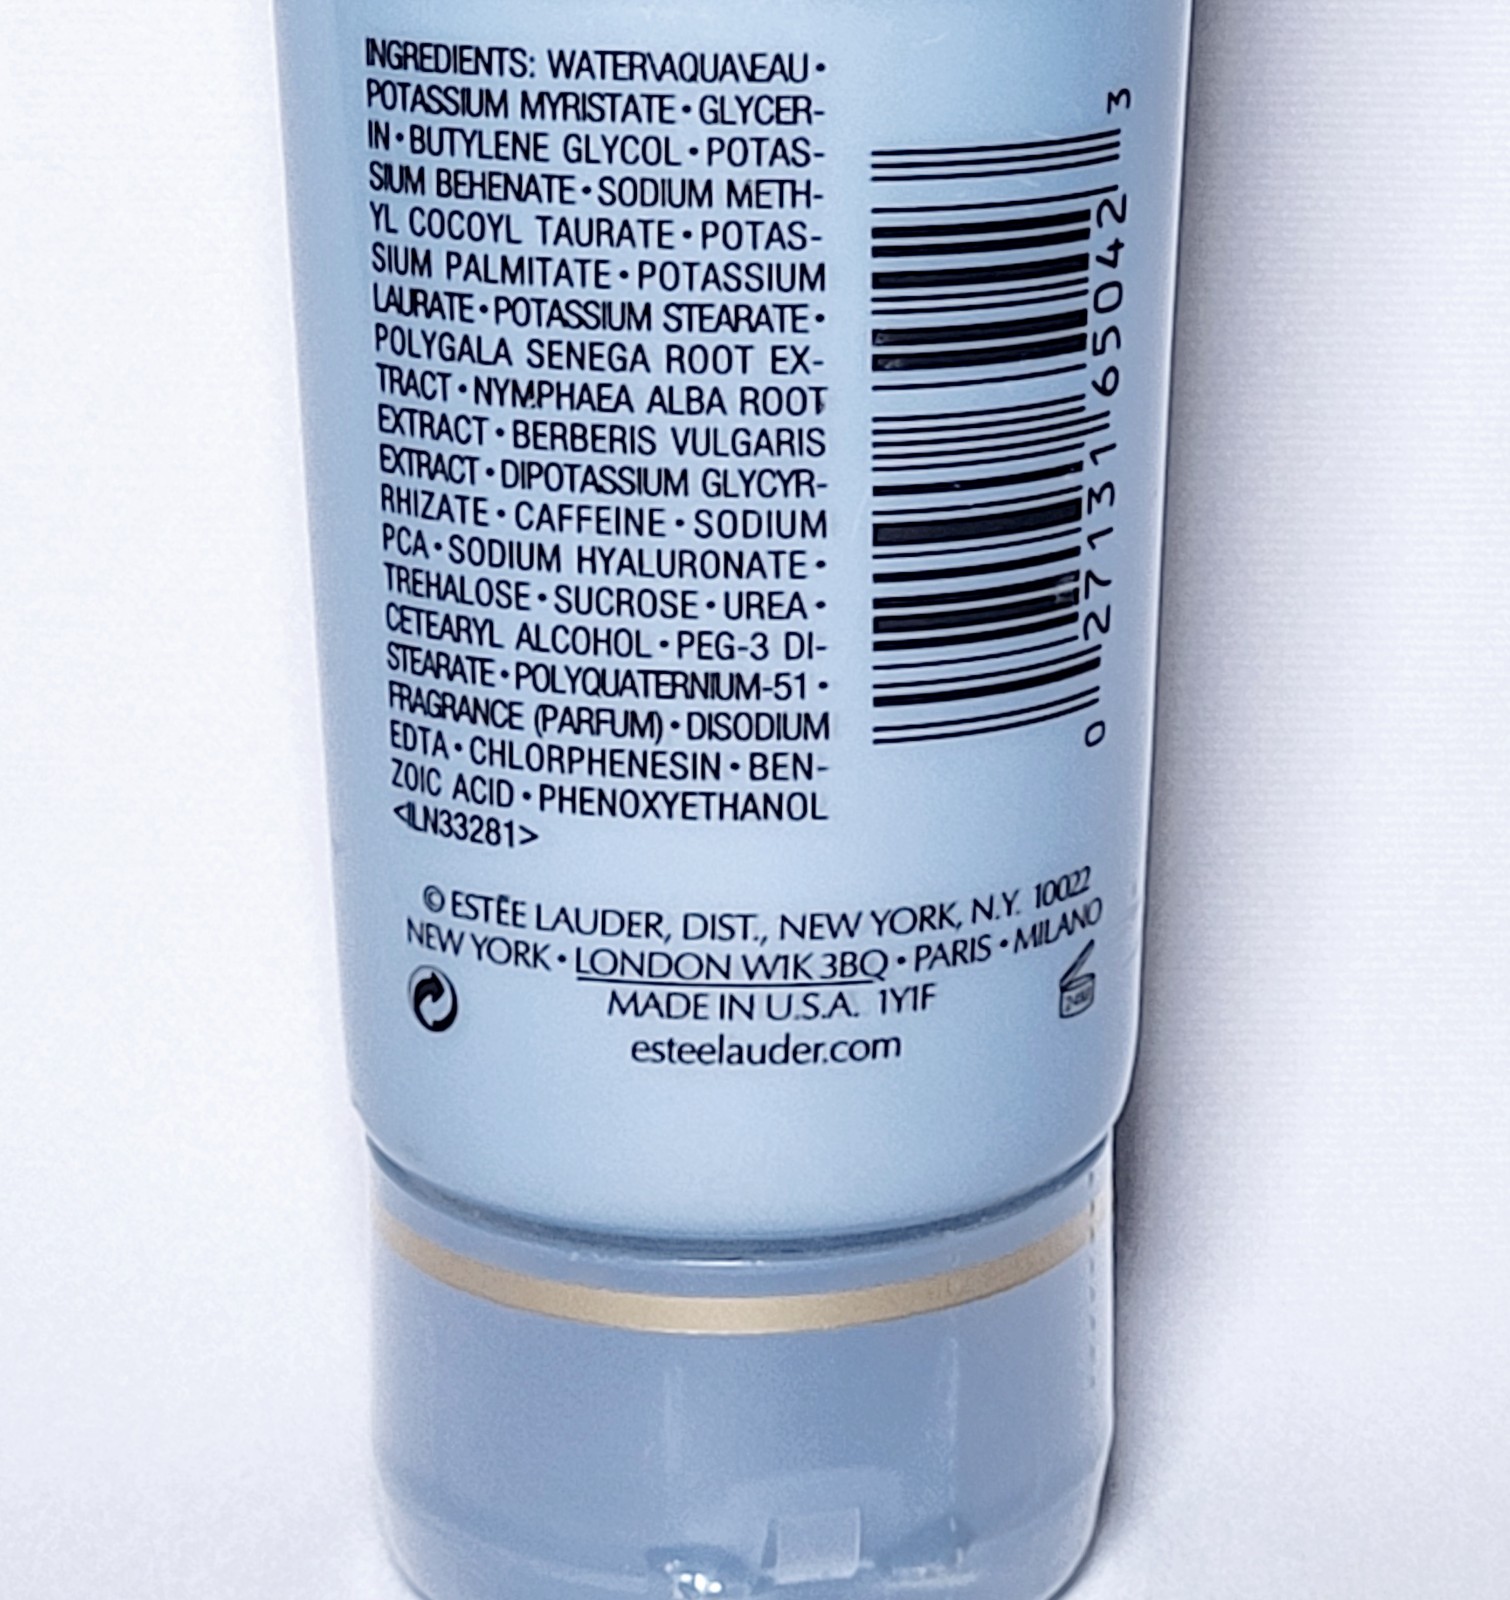 INGREDIENTS: WATER\AQUA\EAU •
POTASSIUM MYRISTATE • GLYCER-
IN • BUTYLENE GLYCOL • POTAS-
SIUM BEHENATE • SODIUM METH-
YL COCOYL TAURATE • POTAS-
SIUM PALMITATE • POTASSIUM
LAURATE • POTASSIUM STEARATE •
POLYGALA SENEGA ROOT EX-
TRACT • NYMPHAEA ALBA ROOT
EXTRACT • BERBERIS VULGARIS
EXTRACT • DIPOTASSIUM GLYCYR-
RHIZATE • CAFFEINE • SODIUM
PCA • SODIUM HYALURONATE •
TREHALOSE • SUCROSE • UREA •
CETEARYL ALCOHOL • PEG-3 DI-
STEARATE • POLYQUATERNIUM-51 •
FRAGRANCE (PARFUM) • DISODIUM
EDTA • CHLORPHENESIN • BEN-
ZOIC ACID • PHENOXYETHANOL
<ILN33281>
0 27131 65042 3
© ESTÉE LAUDER, DIST., NEW YORK, N.Y. 10022
NEW YORK • LONDON W1K 3BQ • PARIS • MILANO
MADE IN U.S.A. 1Y1F
24M
esteelauder.com